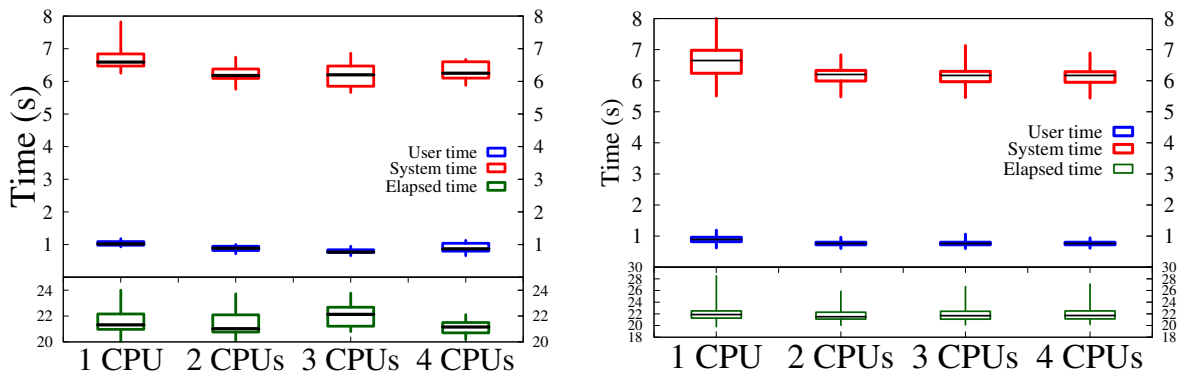 8 8
7 7
6 6
5 5
4 4
3 3
2 2
1 1
Time (s)
User time
System time
Elapsed time
24 24
22 22
20 20
1 CPU 2 CPUs 3 CPUs 4 CPUs
8 8
7 7
6 6
5 5
4 4
3 3
2 2
1 1
Time (s)
User time
System time
Elapsed time
30 30
28 28
26 26
24 24
22 22
20 20
18 18
1 CPU 2 CPUs 3 CPUs 4 CPUs